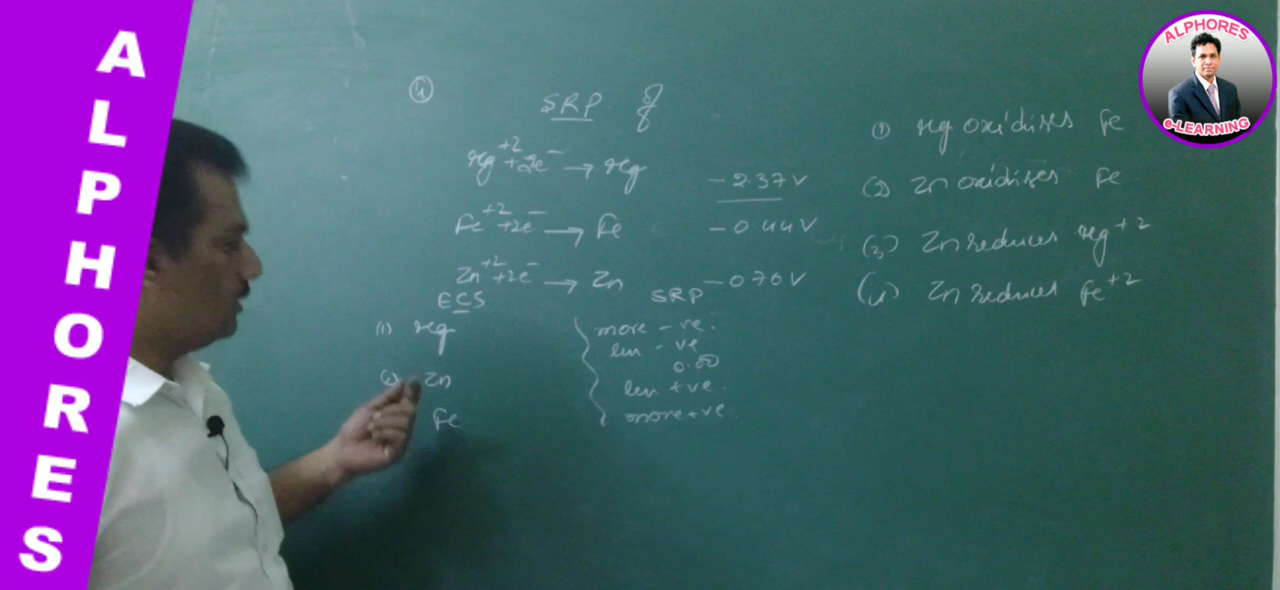 ALPHORES
ALPHORES
e-LEARNING
(4)
SRP
Mg+2 +2e- → Mg -2.37V
Fe+2 +2e- → Fe -0.44V
Zn+2 +2e- → Zn -0.76V
ECS SRP
(1) Mg
(2) Zn
Fe
more -ve.
less -ve
0.00
less +ve.
more +ve.
(1) Mg oxidises Fe
(2) Zn oxidises Fe
(3) Zn reduces Mg+2
(4) Zn reduces Fe+2